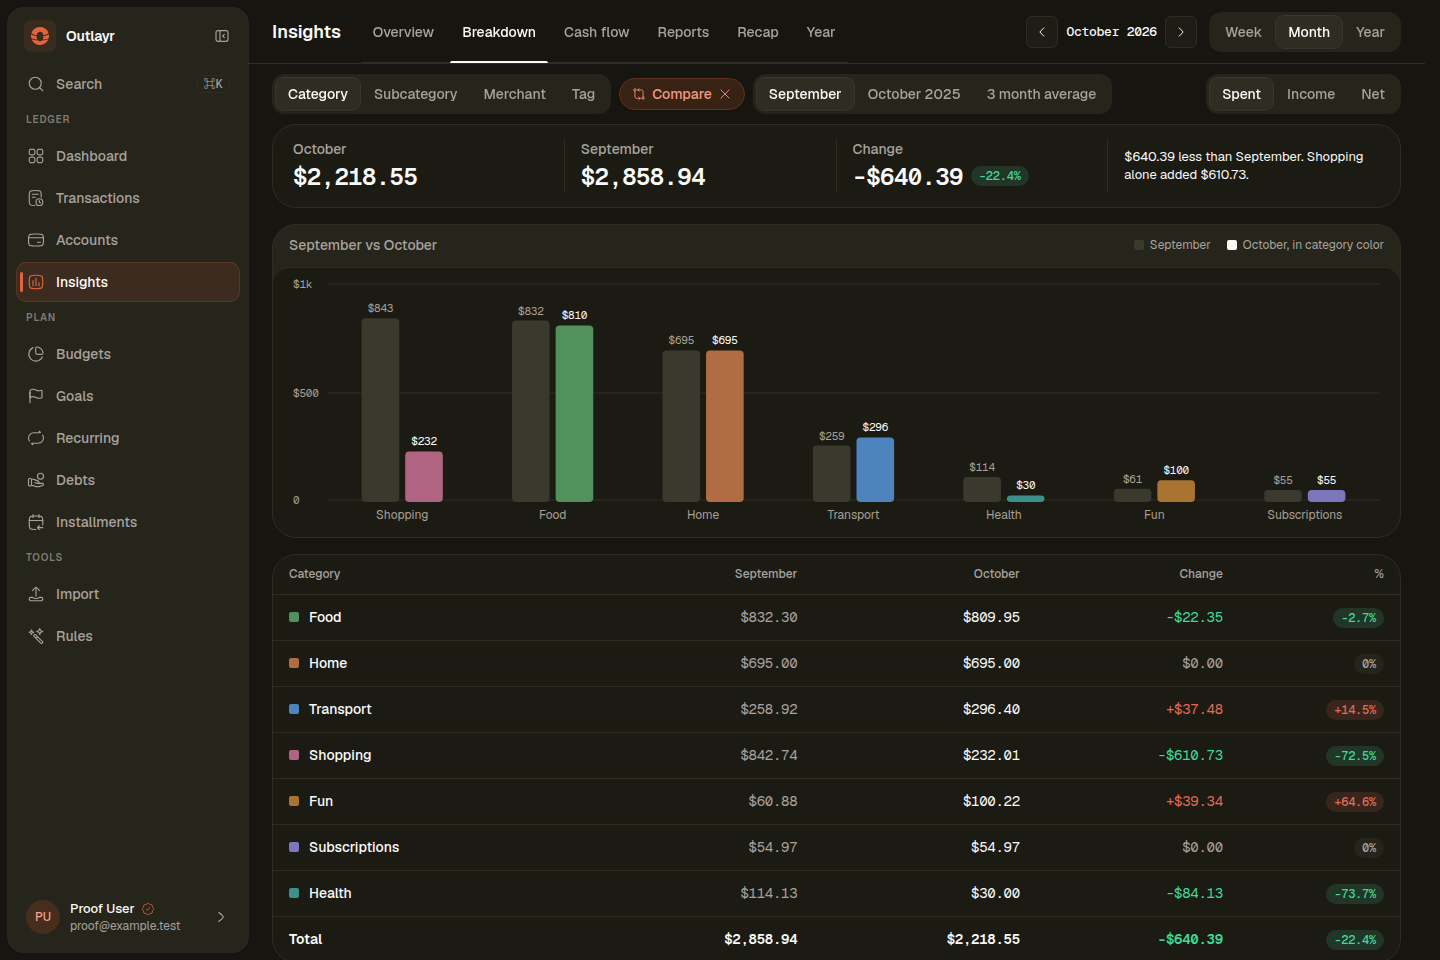 Outlayr
Search ⌘K
LEDGER
Dashboard
Transactions
Accounts
Insights
PLAN
Budgets
Goals
Recurring
Debts
Installments
TOOLS
Import
Rules
PU
Proof User
proof@example.test
Insights Overview Breakdown Cash flow Reports Recap Year October 2026 Week Month Year
Category Subcategory Merchant Tag Compare September October 2025 3 month average Spent Income Net
October September Change
$2,218.55 $2,858.94 -$640.39 -22.4%
$640.39 less than September. Shopping
alone added $610.73.
September vs October September October, in category color
$1k
$500
0
$843 $232
$832 $810
$695 $695
$259 $296
$114 $30
$61 $100
$55 $55
Shopping Food Home Transport Health Fun Subscriptions
Category September October Change %
Food $832.30 $809.95 -$22.35 -2.7%
Home $695.00 $695.00 $0.00 0%
Transport $258.92 $296.40 +$37.48 +14.5%
Shopping $842.74 $232.01 -$610.73 -72.5%
Fun $60.88 $100.22 +$39.34 +64.6%
Subscriptions $54.97 $54.97 $0.00 0%
Health $114.13 $30.00 -$84.13 -73.7%
Total $2,858.94 $2,218.55 -$640.39 -22.4%